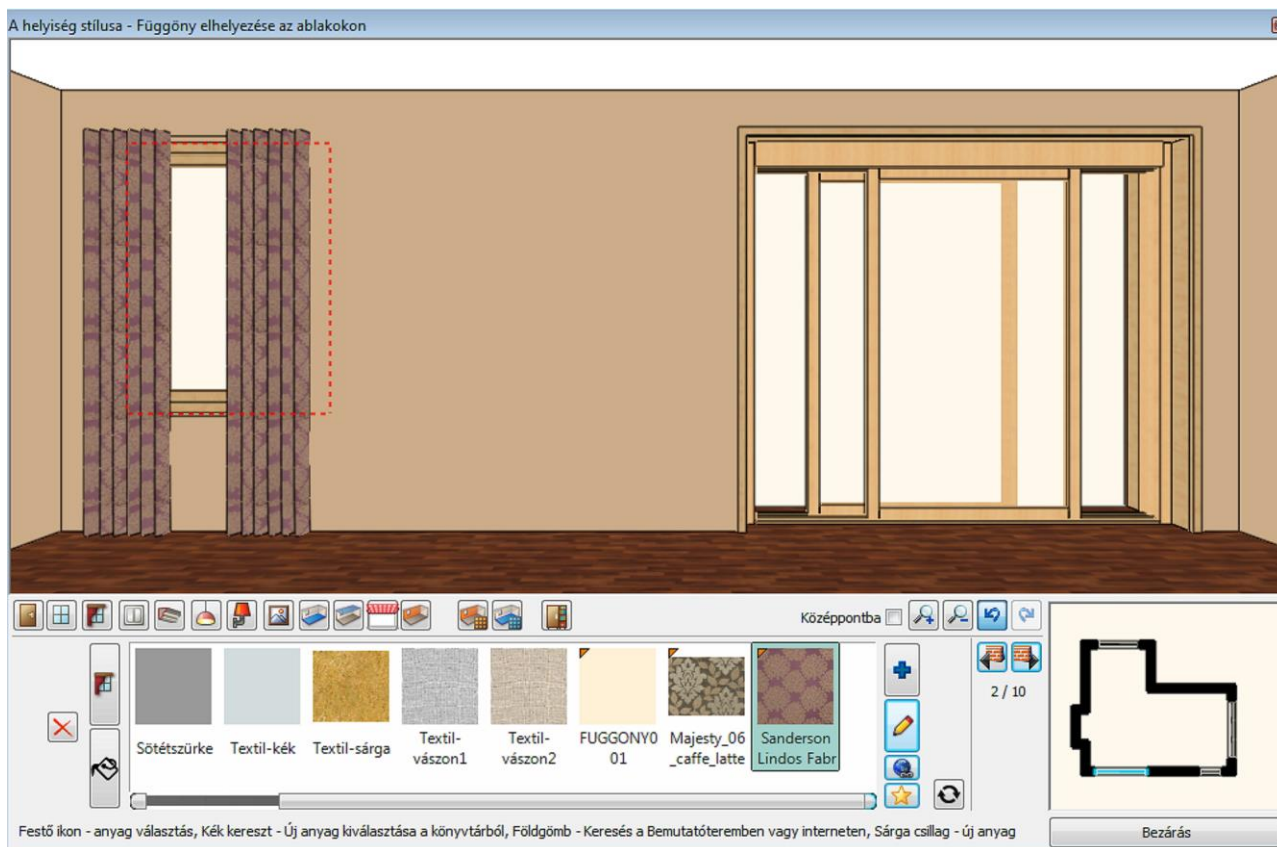 A helyiség stílusa - Függöny elhelyezése az ablakokon
Középpontba
2 / 10
Sötétszürke
Textil-kék
Textil-sárga
Textil-
vászon1
Textil-
vászon2
FUGGONY0
01
Majesty_06
_caffe_latte
Sanderson
Lindos Fabr
Festő ikon - anyag választás, Kék kereszt - Új anyag kiválasztása a könyvtárból, Földgömb - Keresés a Bemutatóteremben vagy interneten, Sárga csillag - új anyag
Bezárás